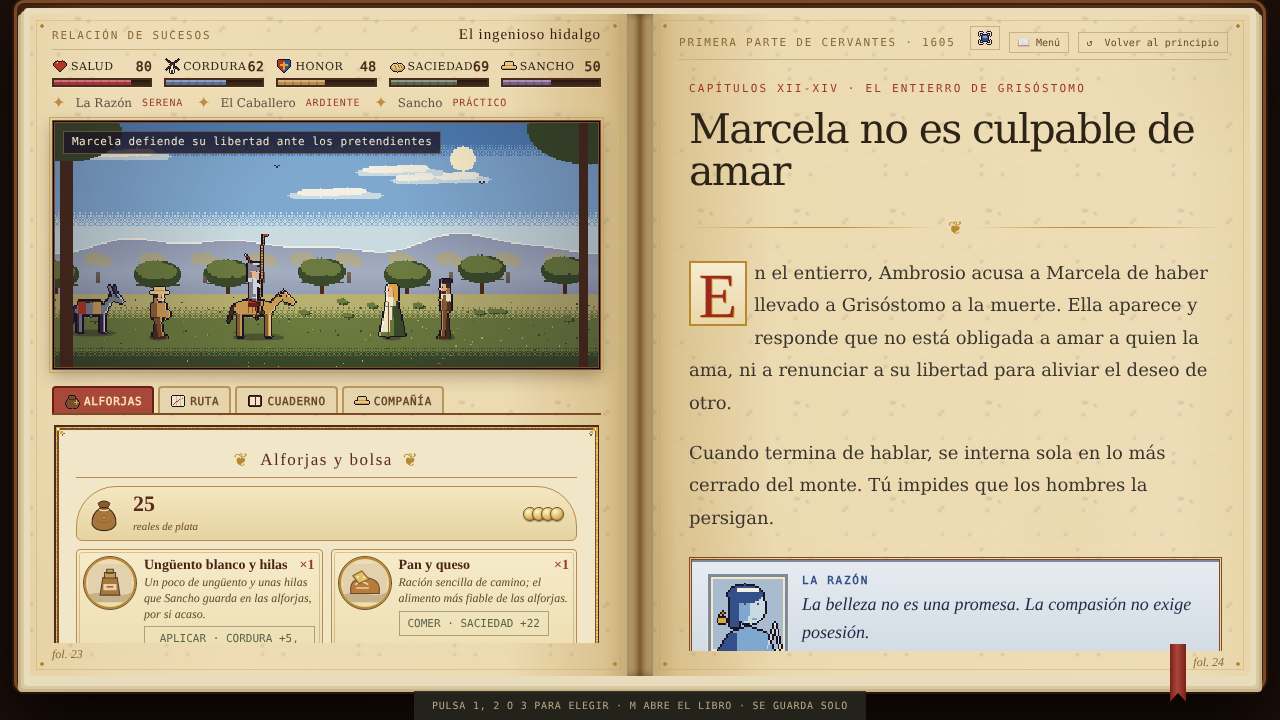 RELACIÓN DE SUCESOS
El ingenioso hidalgo
SALUD 80
CORDURA 62
HONOR 48
SACIEDAD 69
SANCHO 50
La Razón SERENA
El Caballero ARDIENTE
Sancho PRÁCTICO
Marcela defiende su libertad ante los pretendientes
ALFORJAS
RUTA
CUADERNO
COMPAÑÍA
Alforjas y bolsa
25
reales de plata
Ungüento blanco y hilas ×1
Un poco de ungüento y unas hilas
que Sancho guarda en las alforjas,
por si acaso.
APLICAR · CORDURA +5,
Pan y queso ×1
Ración sencilla de camino; el
alimento más fiable de las alforjas.
COMER · SACIEDAD +22
fol. 23
PRIMERA PARTE DE CERVANTES · 1605
Menú
↺ Volver al principio
CAPÍTULOS XII-XIV · EL ENTIERRO DE GRISÓSTOMO
Marcela no es culpable de
amar
En el entierro, Ambrosio acusa a Marcela de haber
llevado a Grisóstomo a la muerte. Ella aparece y
responde que no está obligada a amar a quien la
ama, ni a renunciar a su libertad para aliviar el deseo de
otro.
Cuando termina de hablar, se interna sola en lo más
cerrado del monte. Tú impides que los hombres la
persigan.
LA RAZÓN
La belleza no es una promesa. La compasión no exige
posesión.
fol. 24
PULSA 1, 2 O 3 PARA ELEGIR · M ABRE EL LIBRO · SE GUARDA SOLO